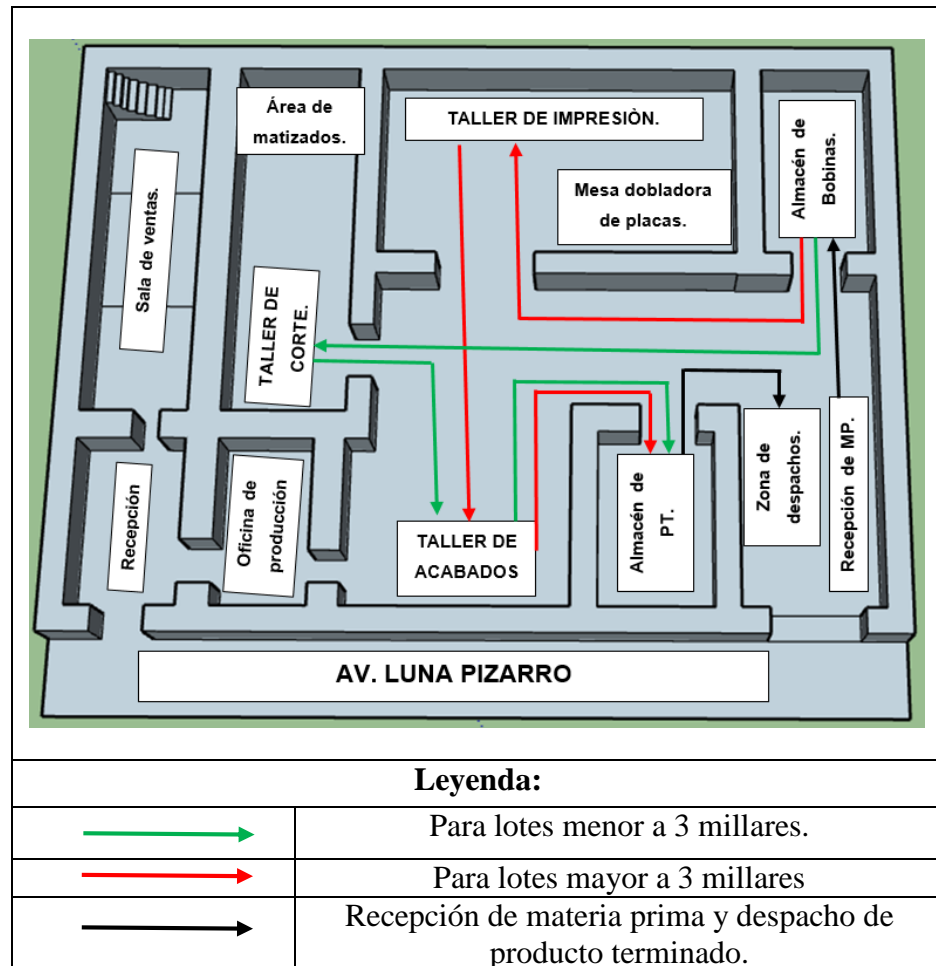 Área de
matizados.
TALLER DE IMPRESIÒN.
Almacén de
Bobinas.
Mesa dobladora
de placas.
Sala de ventas.
TALLER DE
CORTE.
Recepción
Oficina de
producción
TALLER DE
ACABADOS
Almacén de
PT.
Zona de
despachos.
Recepción de MP.
AV. LUNA PIZARRO
Leyenda:
Para lotes menor a 3 millares.
Para lotes mayor a 3 millares
Recepción de materia prima y despacho de
producto terminado.